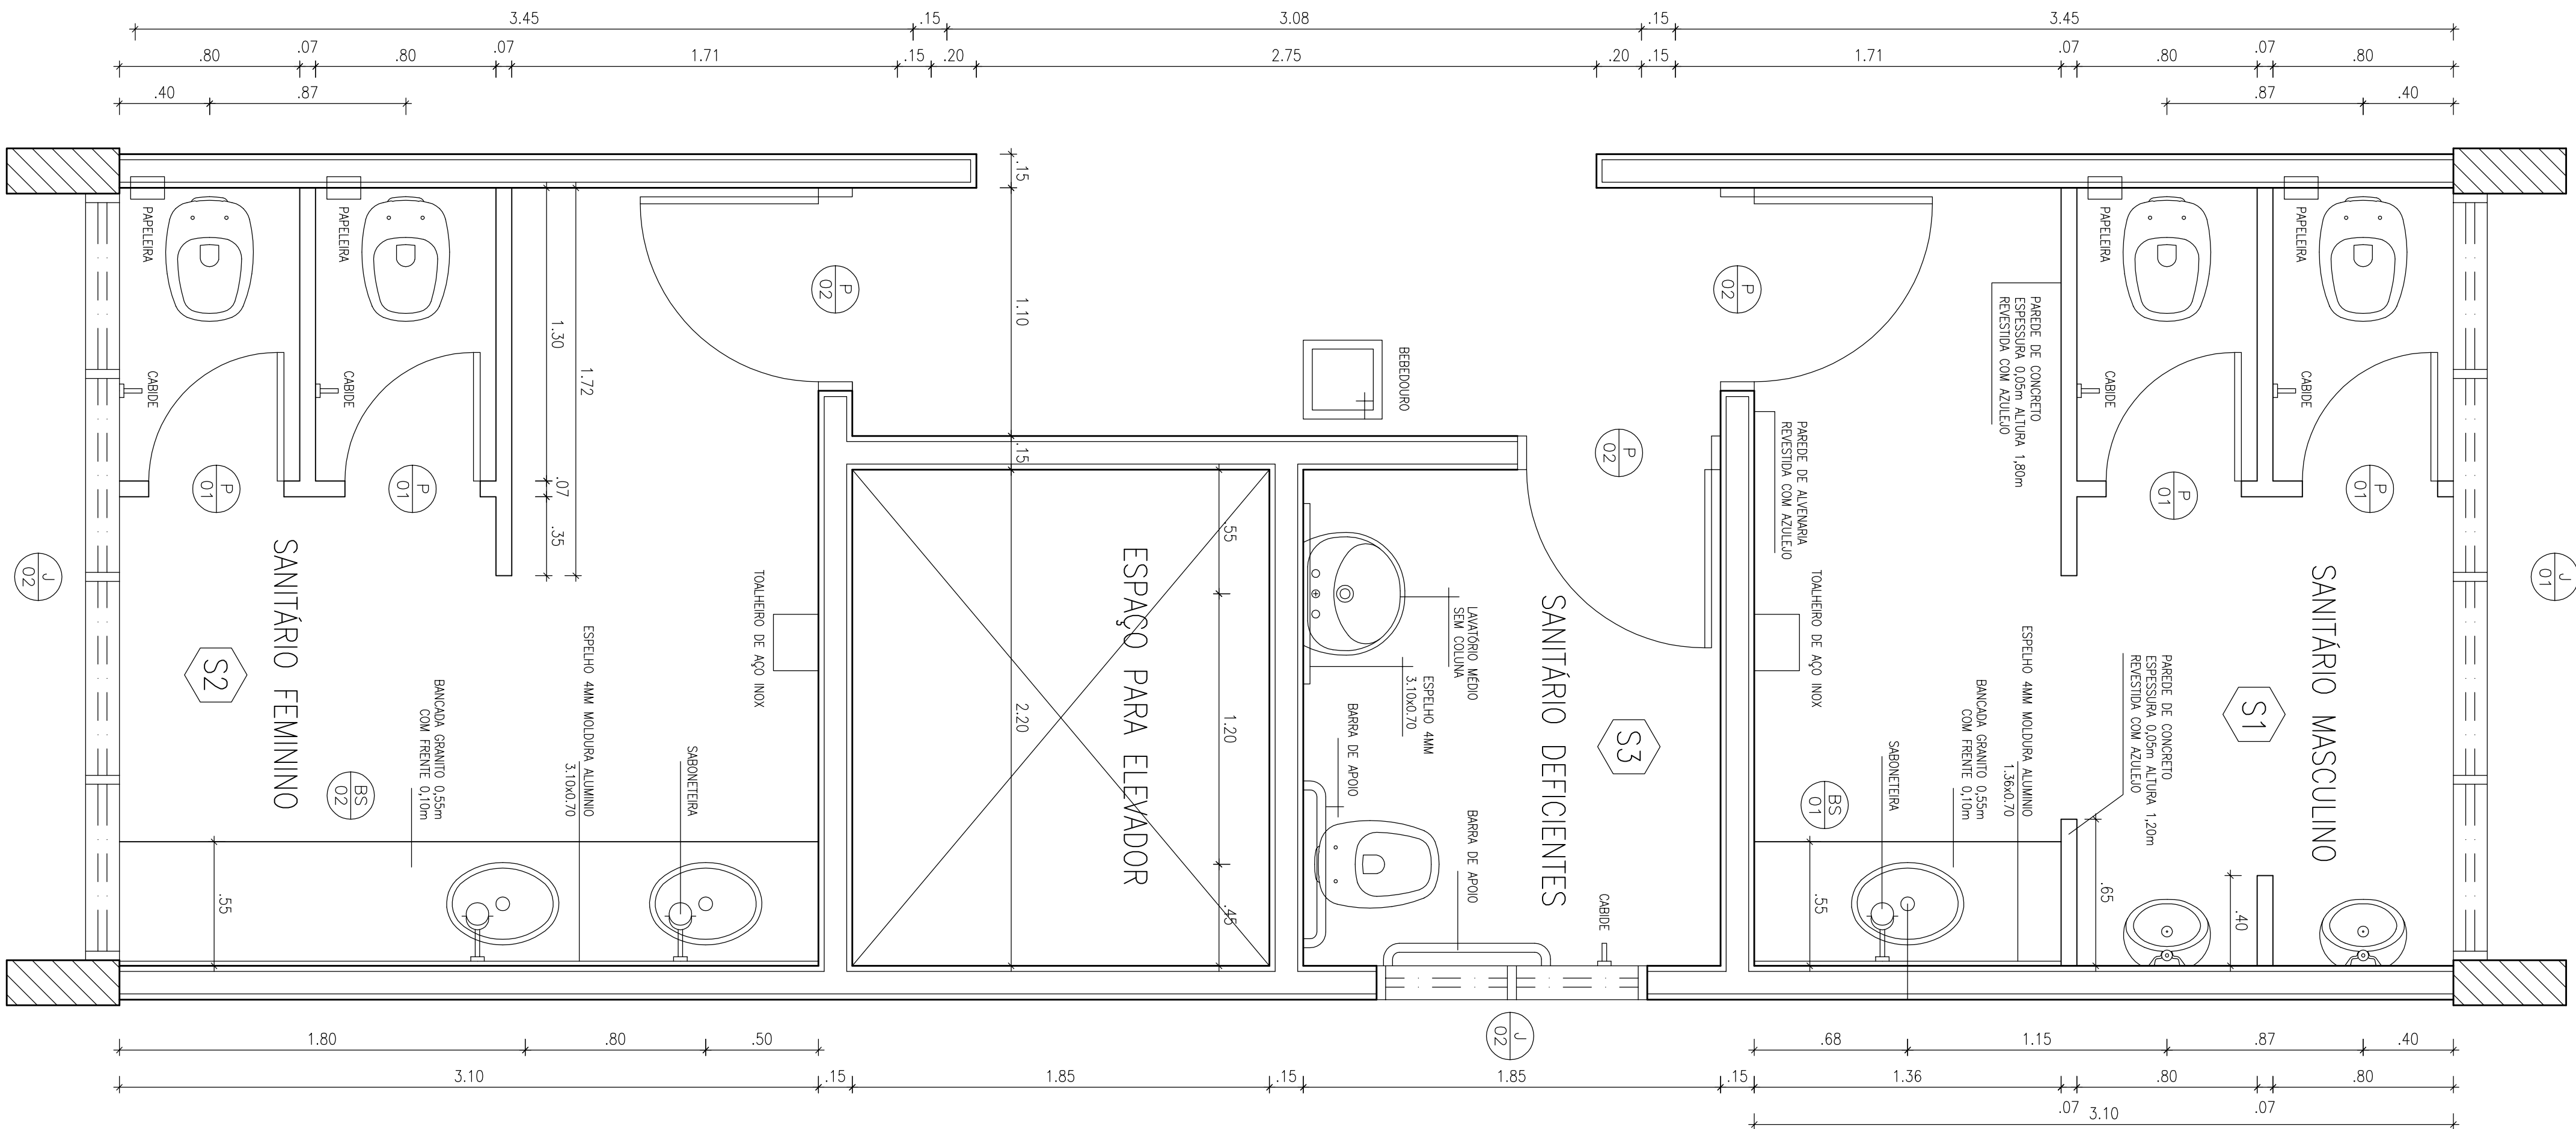 3.45
.15
3.08
.15
3.45
.80
.07
.80
.07
1.71
.15
.20
2.75
.20
.15
1.71
.07
.80
.07
.80
.40
.87
.87
.40
PAPELEIRA
PAPELEIRA
CABIDE
CABIDE
P
01
P
01
1.30
1.72
.07
.35
P
02
SANITÁRIO FEMININO
S2
J
02
TOALHEIRO DE AÇO INOX
ESPELHO 4MM MOLDURA ALUMINIO
3.10x0.70
BANCADA GRANITO 0,55m
COM FRENTE 0,10m
SABONETEIRA
BS
02
.55
.15
1.10
.15
2.20
.55
1.20
.45
ESPAÇO PARA ELEVADOR
BEBEDOURO
P
02
P
02
LAVATÓRIO MÉDIO
SEM COLUNA
ESPELHO 4MM
3.10x0.70
BARRA DE APOIO
BARRA DE APOIO
SANITÁRIO DEFICIENTES
S3
CABIDE
J
02
PAREDE DE CONCRETO
ESPESSURA 0,05m ALTURA 1,80m
REVESTIDA COM AZULEJO
PAREDE DE ALVENARIA
REVESTIDA COM AZULEJO
TOALHEIRO DE AÇO INOX
ESPELHO 4MM MOLDURA ALUMINIO
1.36x0.70
BANCADA GRANITO 0,55m
COM FRENTE 0,10m
SABONETEIRA
BS
01
.55
PAPELEIRA
PAPELEIRA
CABIDE
CABIDE
P
01
P
01
SANITÁRIO MASCULINO
S1
PAREDE DE CONCRETO
ESPESSURA 0,05m ALTURA 1,20m
REVESTIDA COM AZULEJO
.65
.40
J
01
1.80
.80
.50
.68
1.15
.87
.40
3.10
.15
1.85
.15
1.85
.15
1.36
.80
.80
.07
3.10
.07